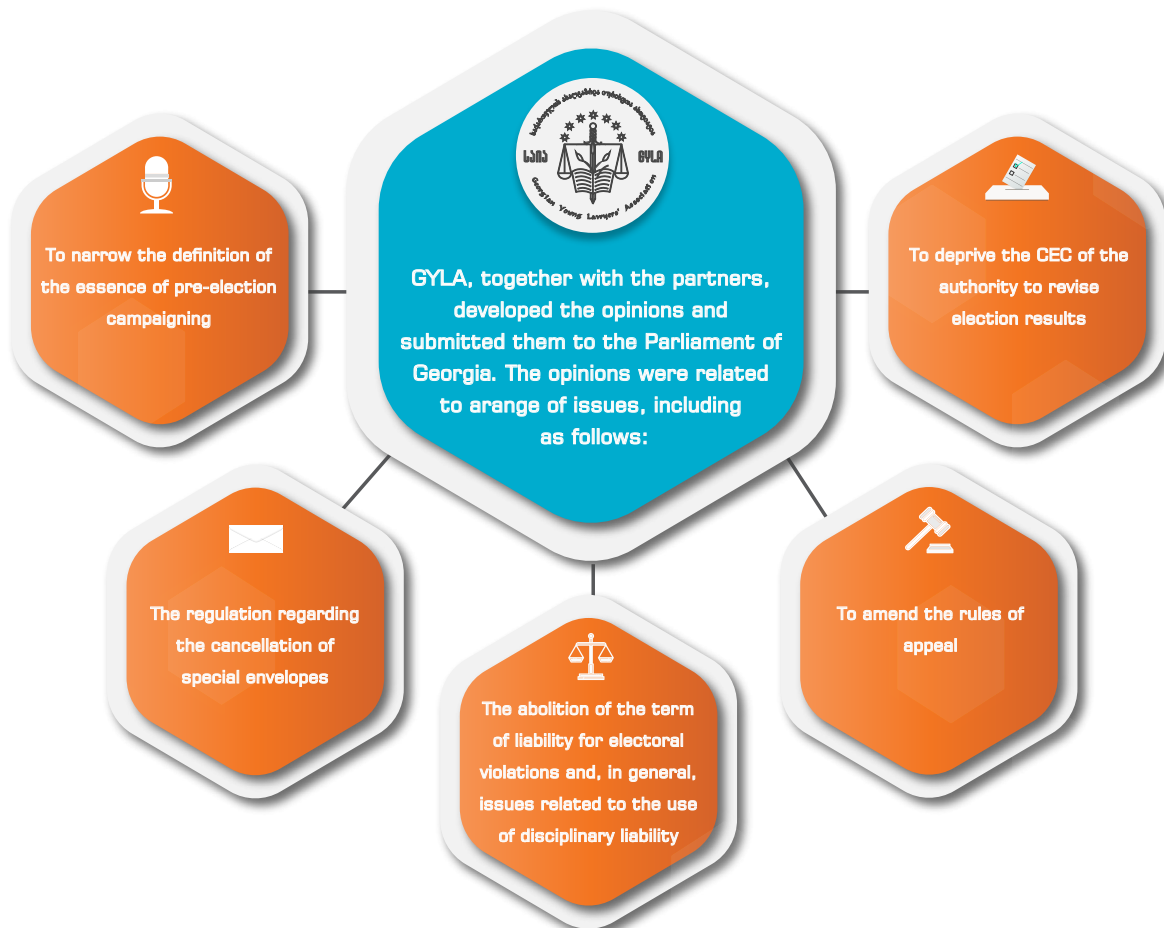 საქართველოს ახალგაზრდა იურისტთა ასოციაცია
საია GYLA
Georgian Young Lawyers' Association
GYLA, together with the partners,
developed the opinions and
submitted them to the Parliament of
Georgia. The opinions were related
to arange of issues, including
as follows:
To narrow the definition of
the essence of pre-election
campaigning
To deprive the CEC of the
authority to revise
election results
The regulation regarding
the cancellation of
special envelopes
The abolition of the term
of liability for electoral
violations and, in general,
issues related to the use
of disciplinary liability
To amend the rules of
appeal